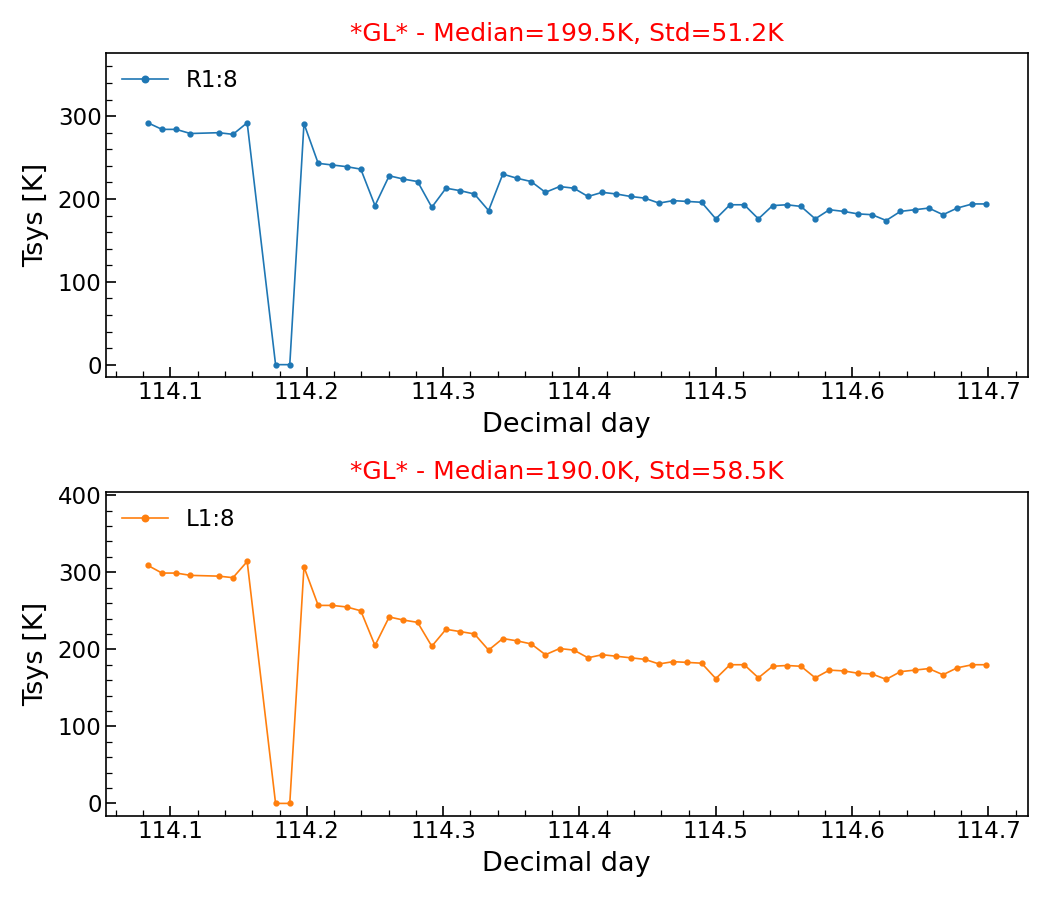 *GL* - Median=199.5K, Std=51.2K
R1:8
Tsys [K]
300
200
100
0
114.1 114.2 114.3 114.4 114.5 114.6 114.7
Decimal day
*GL* - Median=190.0K, Std=58.5K
L1:8
Tsys [K]
400
300
200
100
0
114.1 114.2 114.3 114.4 114.5 114.6 114.7
Decimal day